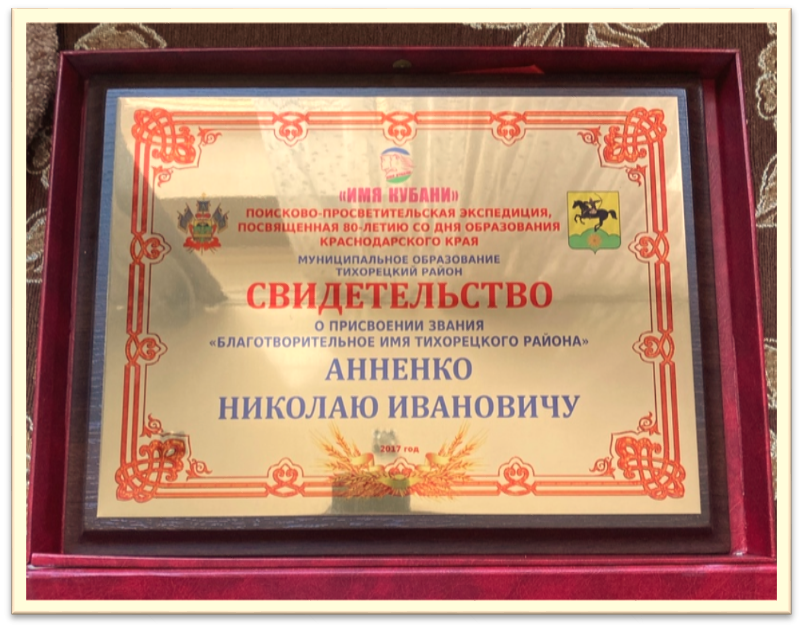 «ИМЯ КУБАНИ»
ПОИСКОВО-ПРОСВЕТИТЕЛЬСКАЯ ЭКСПЕДИЦИЯ,
ПОСВЯЩЕННАЯ 80-ЛЕТИЮ СО ДНЯ ОБРАЗОВАНИЯ
КРАСНОДАРСКОГО КРАЯ
МУНИЦИПАЛЬНОЕ ОБРАЗОВАНИЕ
ТИХОРЕЦКИЙ РАЙОН
СВИДЕТЕЛЬСТВО
О ПРИСВОЕНИИ ЗВАНИЯ
«БЛАГОТВОРИТЕЛЬНОЕ ИМЯ ТИХОРЕЦКОГО РАЙОНА»
АННЕНКО
НИКОЛАЮ ИВАНОВИЧУ
2017 год